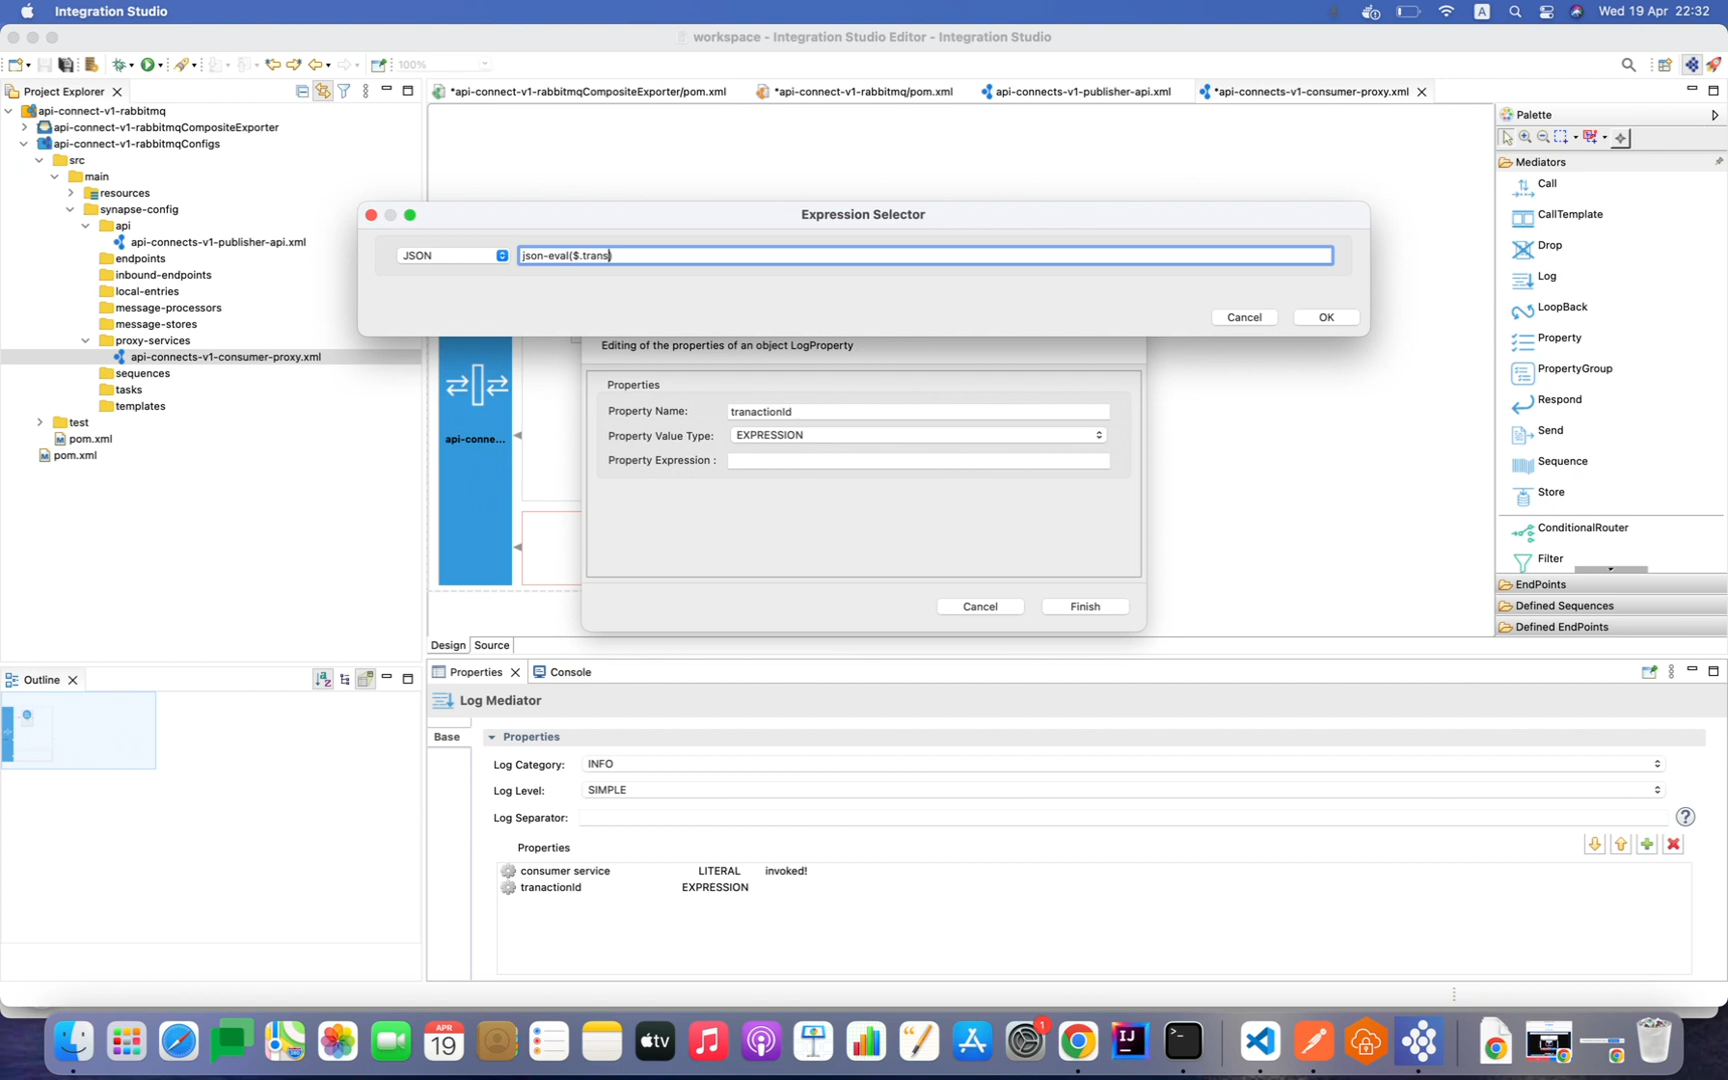 Integration Studio
A
Wed 19 Apr 22:32
workspace - Integration Studio Editor - Integration Studio
100%
Project Explorer
*api-connect-v1-rabbitmqCompositeExporter/pom.xml
*api-connect-v1-rabbitmq/pom.xml
api-connects-v1-publisher-api.xml
*api-connects-v1-consumer-proxy.xml
api-connect-v1-rabbitmq
api-connect-v1-rabbitmqCompositeExporter
api-connect-v1-rabbitmqConfigs
src
main
resources
synapse-config
api
api-connects-v1-publisher-api.xml
endpoints
inbound-endpoints
local-entries
message-processors
message-stores
proxy-services
api-connects-v1-consumer-proxy.xml
sequences
tasks
templates
test
pom.xml
pom.xml
Expression Selector
JSON
json-eval($.trans)
Cancel
OK
Editing of the properties of an object LogProperty
Properties
Property Name:
tranactionId
Property Value Type:
EXPRESSION
Property Expression :
Cancel
Finish
api-conne...
Palette
Mediators
Call
CallTemplate
Drop
Log
LoopBack
Property
PropertyGroup
Respond
Send
Sequence
Store
ConditionalRouter
Filter
EndPoints
Defined Sequences
Defined EndPoints
Design
Source
Outline
Properties
Console
Log Mediator
Base
Properties
Log Category:
INFO
Log Level:
SIMPLE
Log Separator:
?
Properties
consumer service
LITERAL
invoked!
tranactionId
EXPRESSION
APR
19
tv
1
IJ
>_